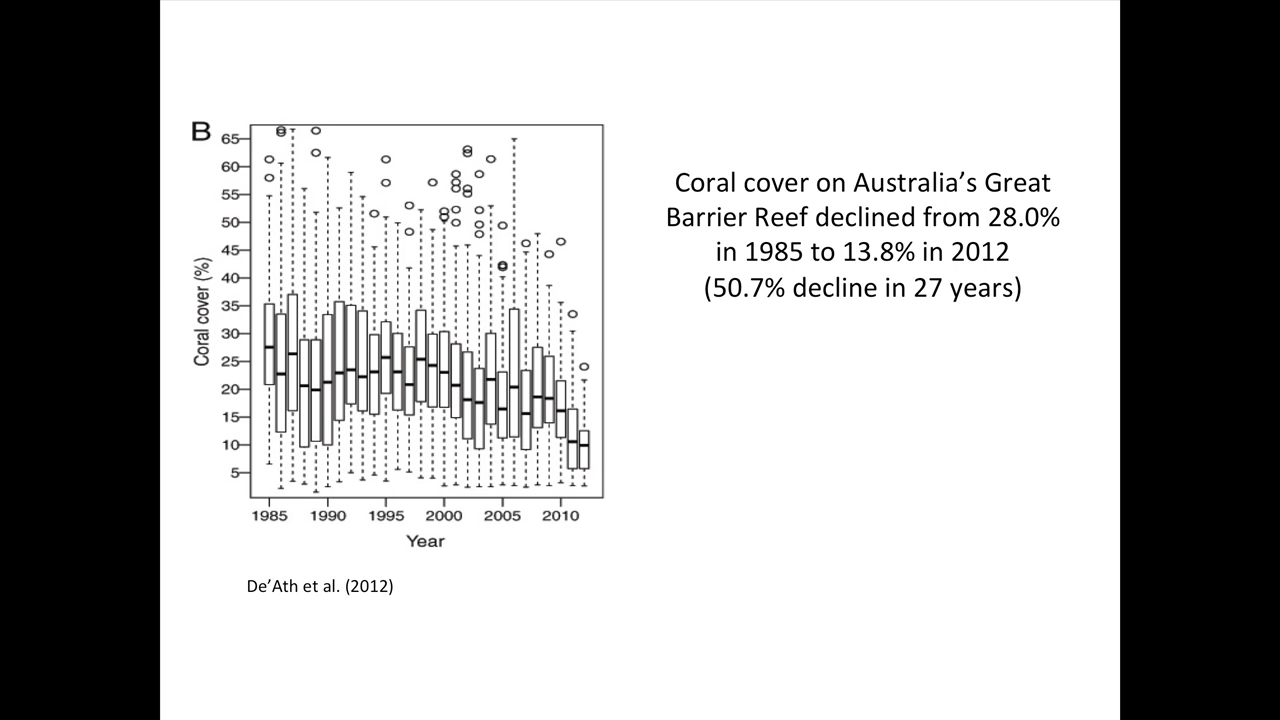 B
65
60
55
50
45
40
35
30
25
20
15
10
5
Coral cover (%)
1985 1990 1995 2000 2005 2010
Year
Coral cover on Australia’s Great
Barrier Reef declined from 28.0%
in 1985 to 13.8% in 2012
(50.7% decline in 27 years)
De’Ath et al. (2012)